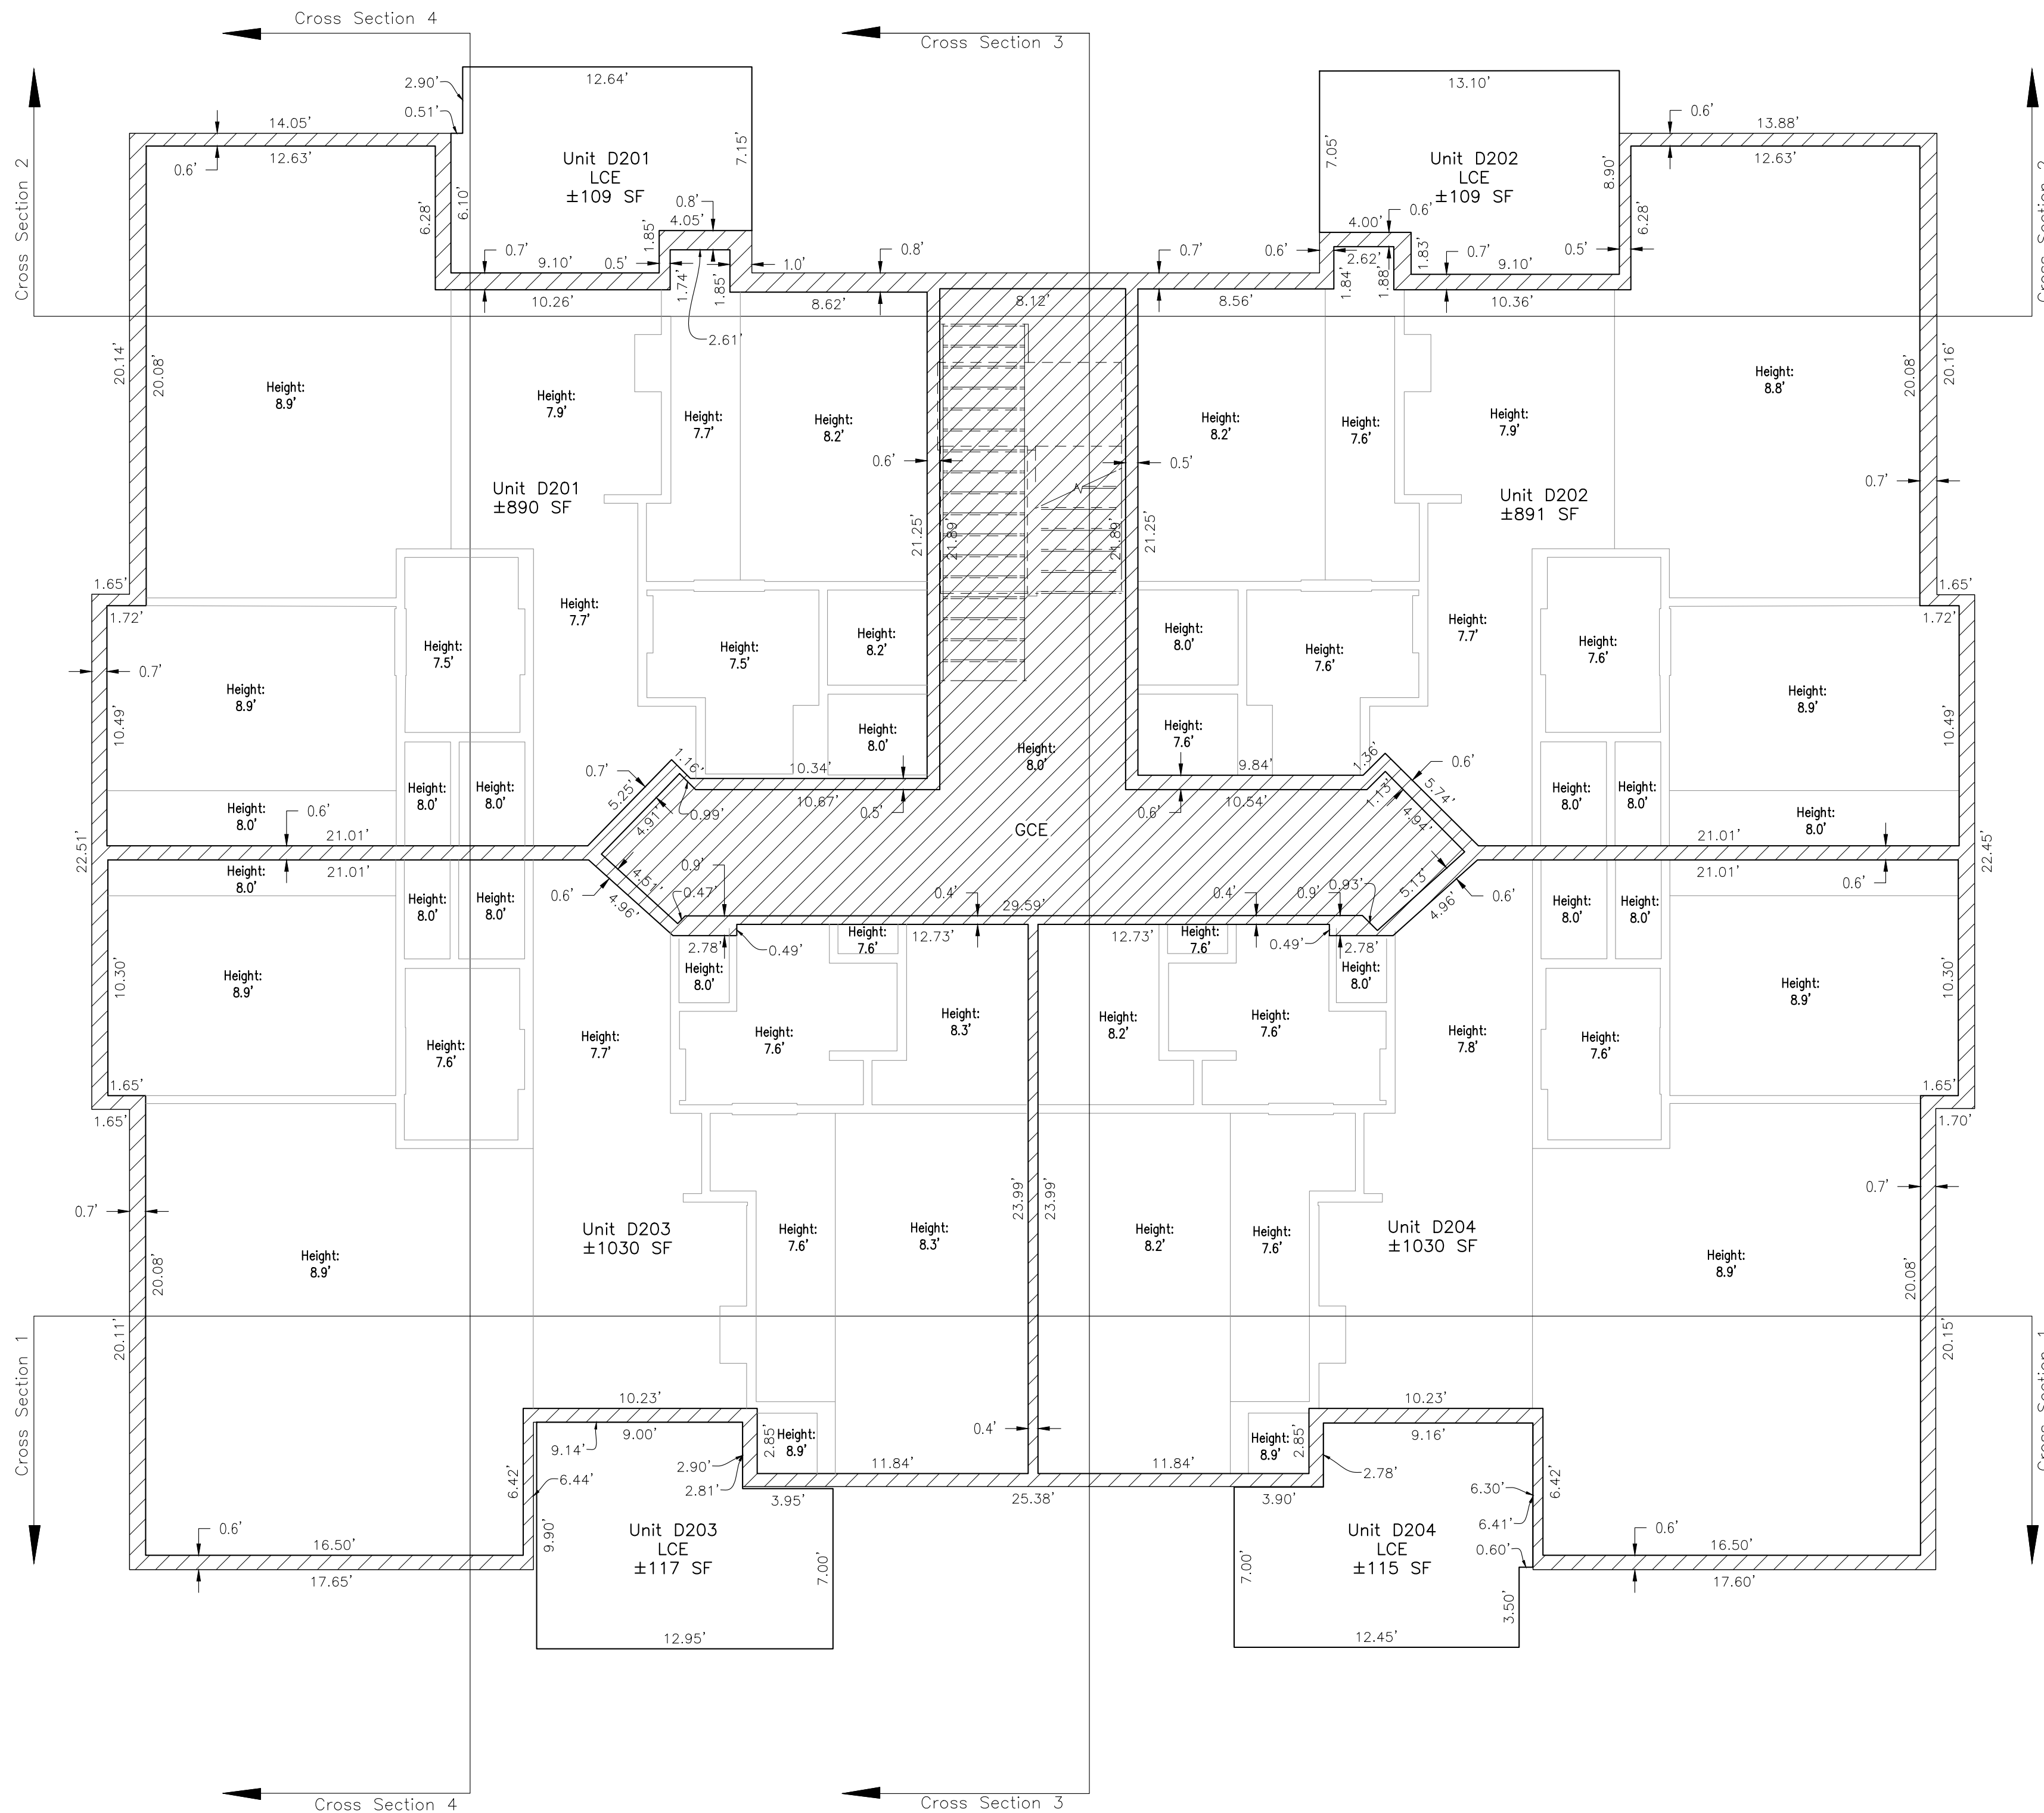 Cross Section 4
Cross Section 3
2.90'
12.64'
13.10'
0.51'
14.05'
0.6'
12.63'
0.6'
13.88'
12.63'
Cross Section 2
Unit D201
LCE
±109 SF
7.15'
7.05'
Unit D202
LCE
±109 SF
8.90'
6.28'
6.10'
0.8'
4.05'
1.85'
4.00'
0.6'
1.83'
6.28'
0.7'
9.10'
0.5'
1.74'
1.85'
1.0'
0.8'
0.7'
0.6'
2.62'
1.84'
1.88'
0.7'
9.10'
0.5'
10.26'
8.62'
8.12'
8.56'
10.36'
2.61'
20.14'
20.08'
20.08'
20.16'
Height:
8.9'
Height:
7.9'
Height:
7.7'
Height:
8.2'
Height:
8.2'
Height:
7.6'
Height:
7.9'
Height:
8.8'
0.6'
0.5'
0.7'
Unit D201
±890 SF
Unit D202
±891 SF
21.25'
21.89'
21.89'
21.25'
1.65'
1.72'
Height:
7.7'
Height:
7.7'
1.65'
1.72'
Height:
7.5'
Height:
7.5'
Height:
8.2'
Height:
8.0'
Height:
7.6'
Height:
7.6'
0.7'
Height:
8.9'
10.49'
Height:
8.9'
10.49'
Height:
8.0'
Height:
8.0'
Height:
7.6'
0.7'
1.16'
10.34'
9.84'
1.36'
0.6'
5.25'
4.91'
0.99'
10.67'
0.5'
0.6'
10.54'
1.13'
4.94'
5.74'
Height:
8.0'
Height:
8.0'
Height:
8.0'
Height:
8.0'
Height:
8.0'
Height:
8.0'
0.6'
GCE
21.01'
21.01'
22.51'
22.45'
21.01'
21.01'
0.6'
Height:
8.0'
Height:
8.0'
Height:
8.0'
0.6'
4.96'
4.51'
0.47'
0.9'
0.4'
29.59'
0.4'
0.9'
0.93'
5.13'
4.96'
0.6'
Height:
8.0'
Height:
8.0'
2.78'
0.49'
Height:
7.6'
12.73'
12.73'
Height:
7.6'
0.49'
2.78'
10.30'
Height:
8.9'
Height:
8.0'
Height:
8.0'
Height:
8.9'
10.30'
Height:
7.6'
Height:
7.7'
Height:
7.6'
Height:
8.3'
Height:
8.2'
Height:
7.6'
Height:
7.8'
Height:
7.6'
1.65'
1.65'
1.65'
1.70'
0.7'
0.7'
23.99'
23.99'
Unit D203
±1030 SF
Unit D204
±1030 SF
Height:
8.9'
Height:
7.6'
Height:
8.3'
Height:
8.2'
Height:
7.6'
Height:
8.9'
20.11'
20.08'
20.08'
20.15'
Cross Section 1
10.23'
9.00'
9.14'
2.85'
Height:
8.9'
0.4'
Height:
8.9'
2.85'
10.23'
9.16'
6.42'
6.44'
2.90'
2.81'
11.84'
11.84'
2.78'
6.30'
6.41'
6.42'
3.95'
25.38'
3.90'
0.6'
16.50'
17.65'
9.90'
Unit D203
LCE
±117 SF
7.00'
7.00'
Unit D204
LCE
±115 SF
0.60'
3.50'
0.6'
16.50'
17.60'
12.95'
12.45'
Cross Section 4
Cross Section 3